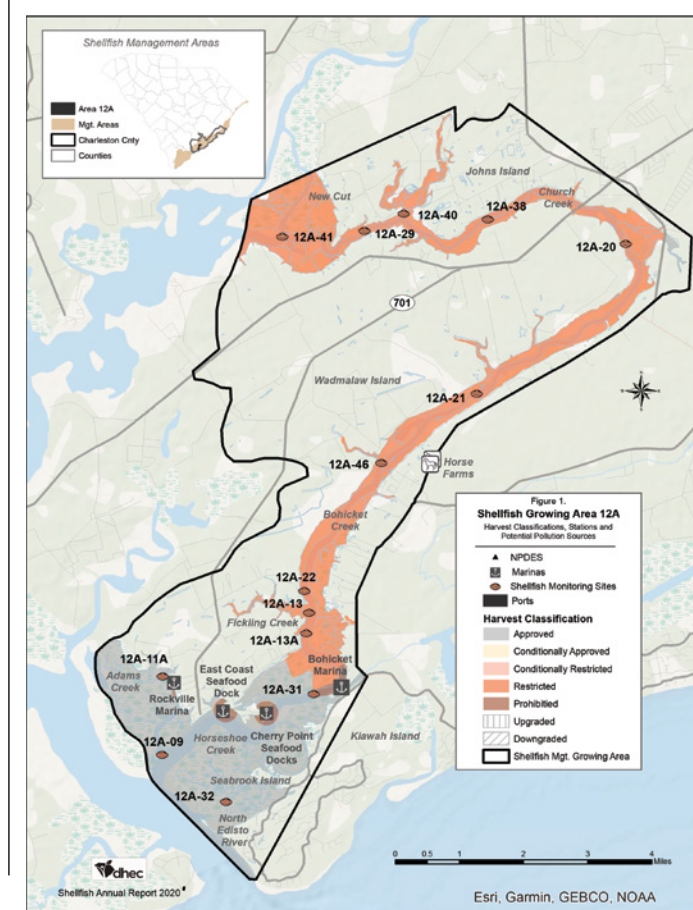 Shellfish Management Areas
Area 12A
Mgt. Areas
Charleston Cnty
Counties
New Cut
Johns Island
Church
Creek
12A-41
12A-29
12A-40
12A-38
12A-20
701
Wadmalaw Island
12A-21
12A-46
Horse
Farms
Bohicket
Creek
12A-22
12A-13
Fickling Creek
12A-13A
12A-11A
Adams
Creek
Rockville
Marina
East Coast
Seafood
Dock
12A-31
Bohicket
Marina
12A-09
Horseshoe
Creek
Cherry Point
Seafood
Docks
Kiawah Island
Seabrook Island
12A-32
North
Edisto
River
Figure 1.
Shellfish Growing Area 12A
Harvest Classifications, Stations and
Potential Pollution Sources
NPDES
Marinas
Shellfish Monitoring Sites
Ports
Harvest Classification
Approved
Conditionally Approved
Conditionally Restricted
Restricted
Prohibitied
Upgraded
Downgraded
Shellfish Mgt. Growing Area
0 0.5 1 2 3 4
Miles
dhec
Shellfish Annual Report 2020
Esri, Garmin, GEBCO, NOAA